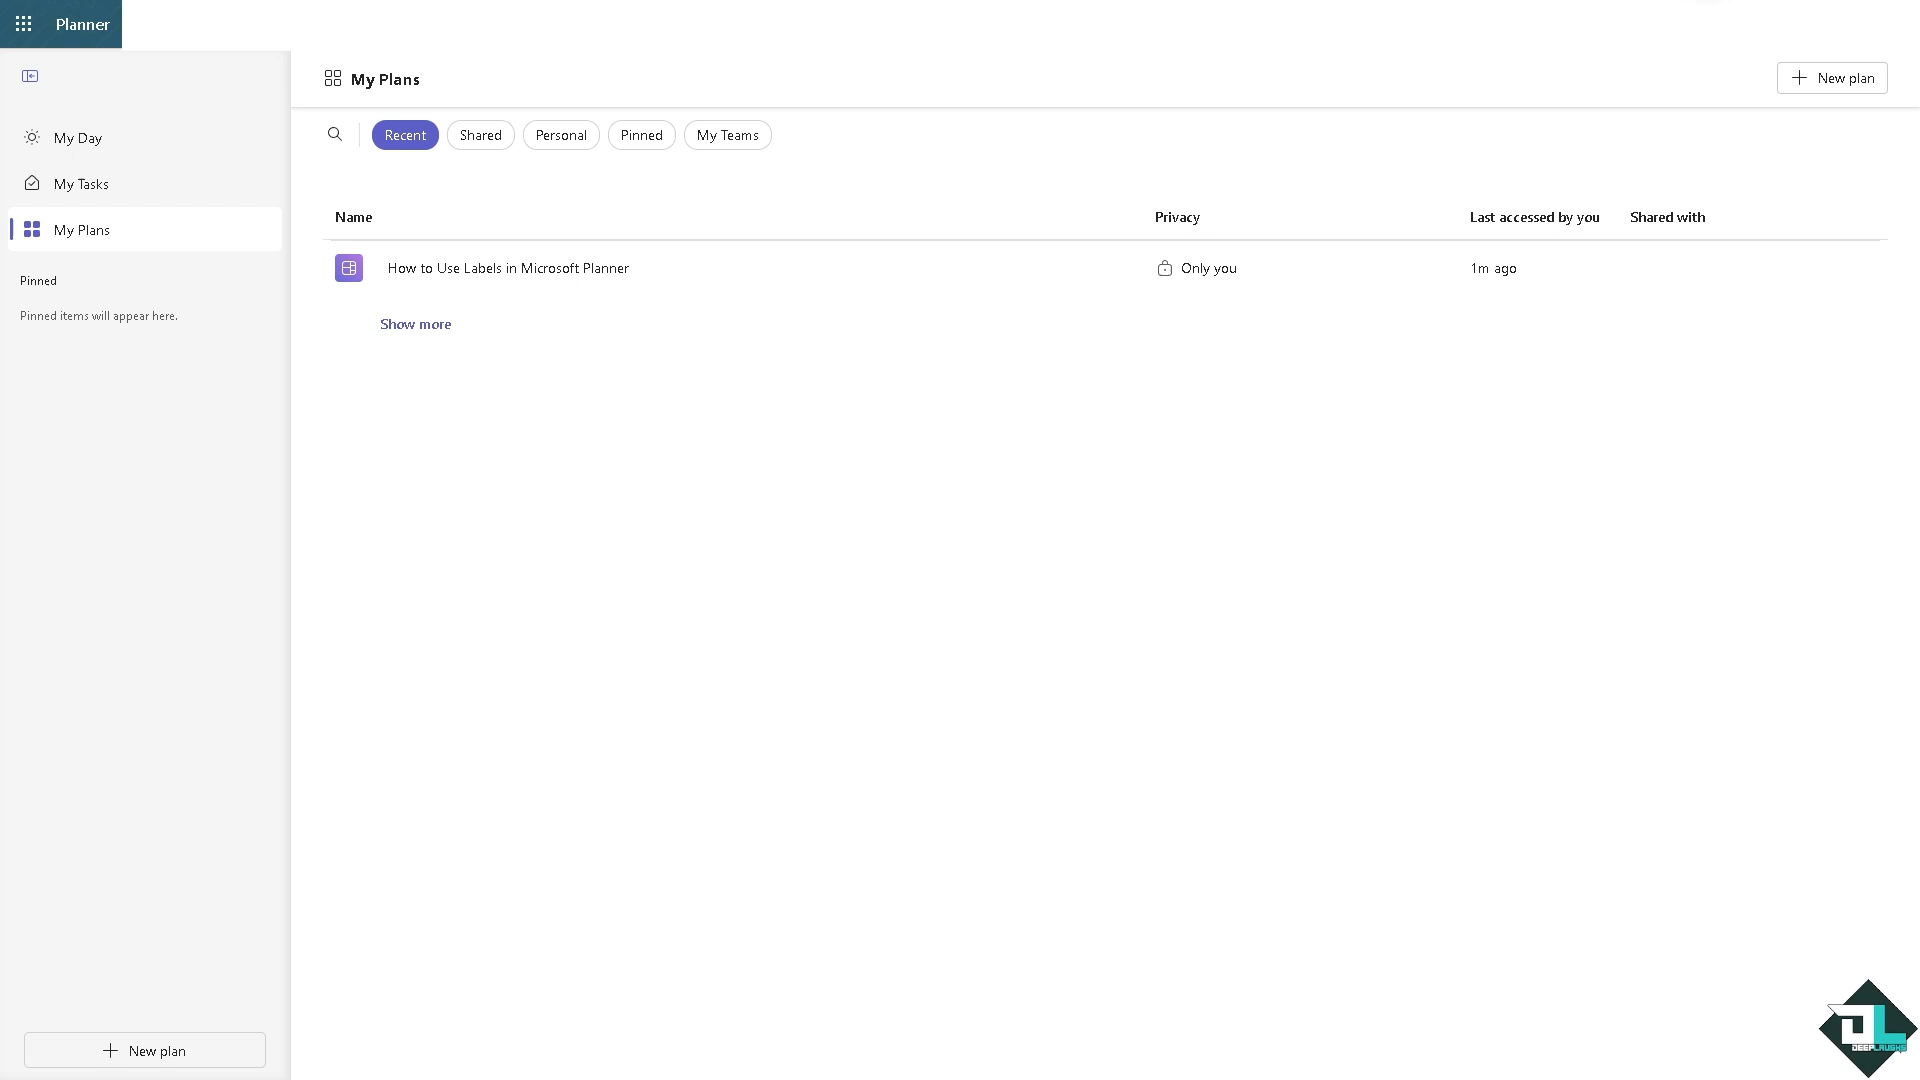 Planner
My Plans
New plan
My Day
Recent
Shared
Personal
Pinned
My Teams
My Tasks
My Plans
Name
Privacy
Last accessed by you
Shared with
How to Use Labels in Microsoft Planner
Only you
1m ago
Pinned
Pinned items will appear here.
Show more
New plan
JL
DEEPLAUGHS